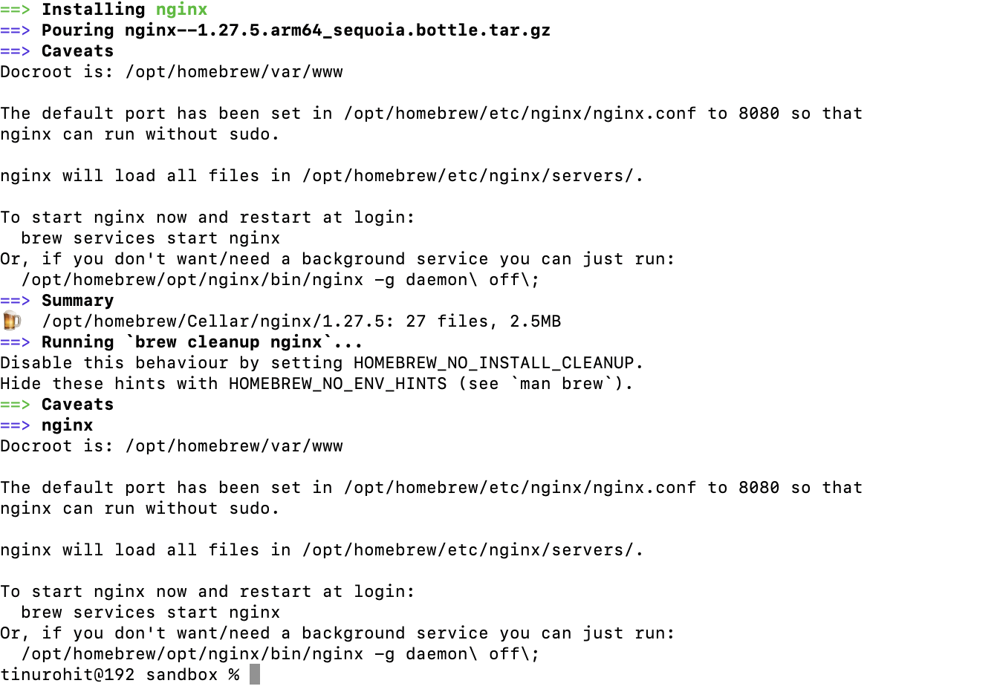 ==> Installing nginx
==> Pouring nginx--1.27.5.arm64_sequoia.bottle.tar.gz
==> Caveats
Docroot is: /opt/homebrew/var/www

The default port has been set in /opt/homebrew/etc/nginx/nginx.conf to 8080 so that
nginx can run without sudo.

nginx will load all files in /opt/homebrew/etc/nginx/servers/.

To start nginx now and restart at login:
  brew services start nginx
Or, if you don't want/need a background service you can just run:
  /opt/homebrew/opt/nginx/bin/nginx -g daemon\ off\;
==> Summary
🍺  /opt/homebrew/Cellar/nginx/1.27.5: 27 files, 2.5MB
==> Running `brew cleanup nginx`...
Disable this behaviour by setting HOMEBREW_NO_INSTALL_CLEANUP.
Hide these hints with HOMEBREW_NO_ENV_HINTS (see `man brew`).
==> Caveats
==> nginx
Docroot is: /opt/homebrew/var/www

The default port has been set in /opt/homebrew/etc/nginx/nginx.conf to 8080 so that
nginx can run without sudo.

nginx will load all files in /opt/homebrew/etc/nginx/servers/.

To start nginx now and restart at login:
  brew services start nginx
Or, if you don't want/need a background service you can just run:
  /opt/homebrew/opt/nginx/bin/nginx -g daemon\ off\;
tinurohit@192 sandbox %